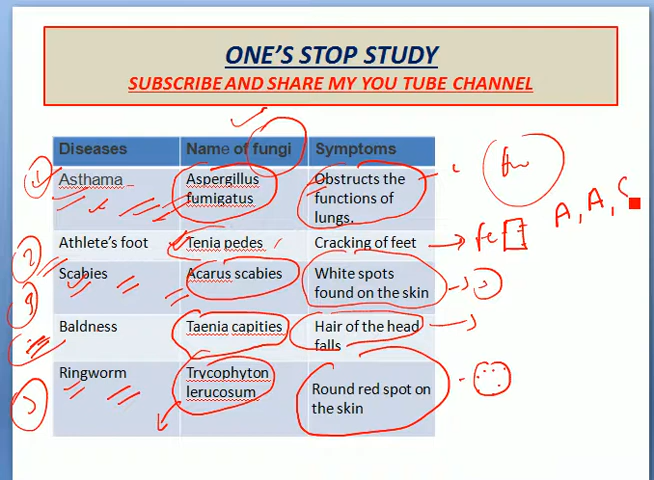 ONE'S STOP STUDY
SUBSCRIBE AND SHARE MY YOU TUBE CHANNEL
Diseases Name of fungi Symptoms
Asthama Aspergillus fumigatus Obstructs the functions of lungs.
Athlete's foot Tenia pedes Cracking of feet
Scabies Acarus scabies White spots found on the skin
Baldness Taenia capities Hair of the head falls
Ringworm Trycophyton lerucosum Round red spot on the skin
1
2
A, A, S